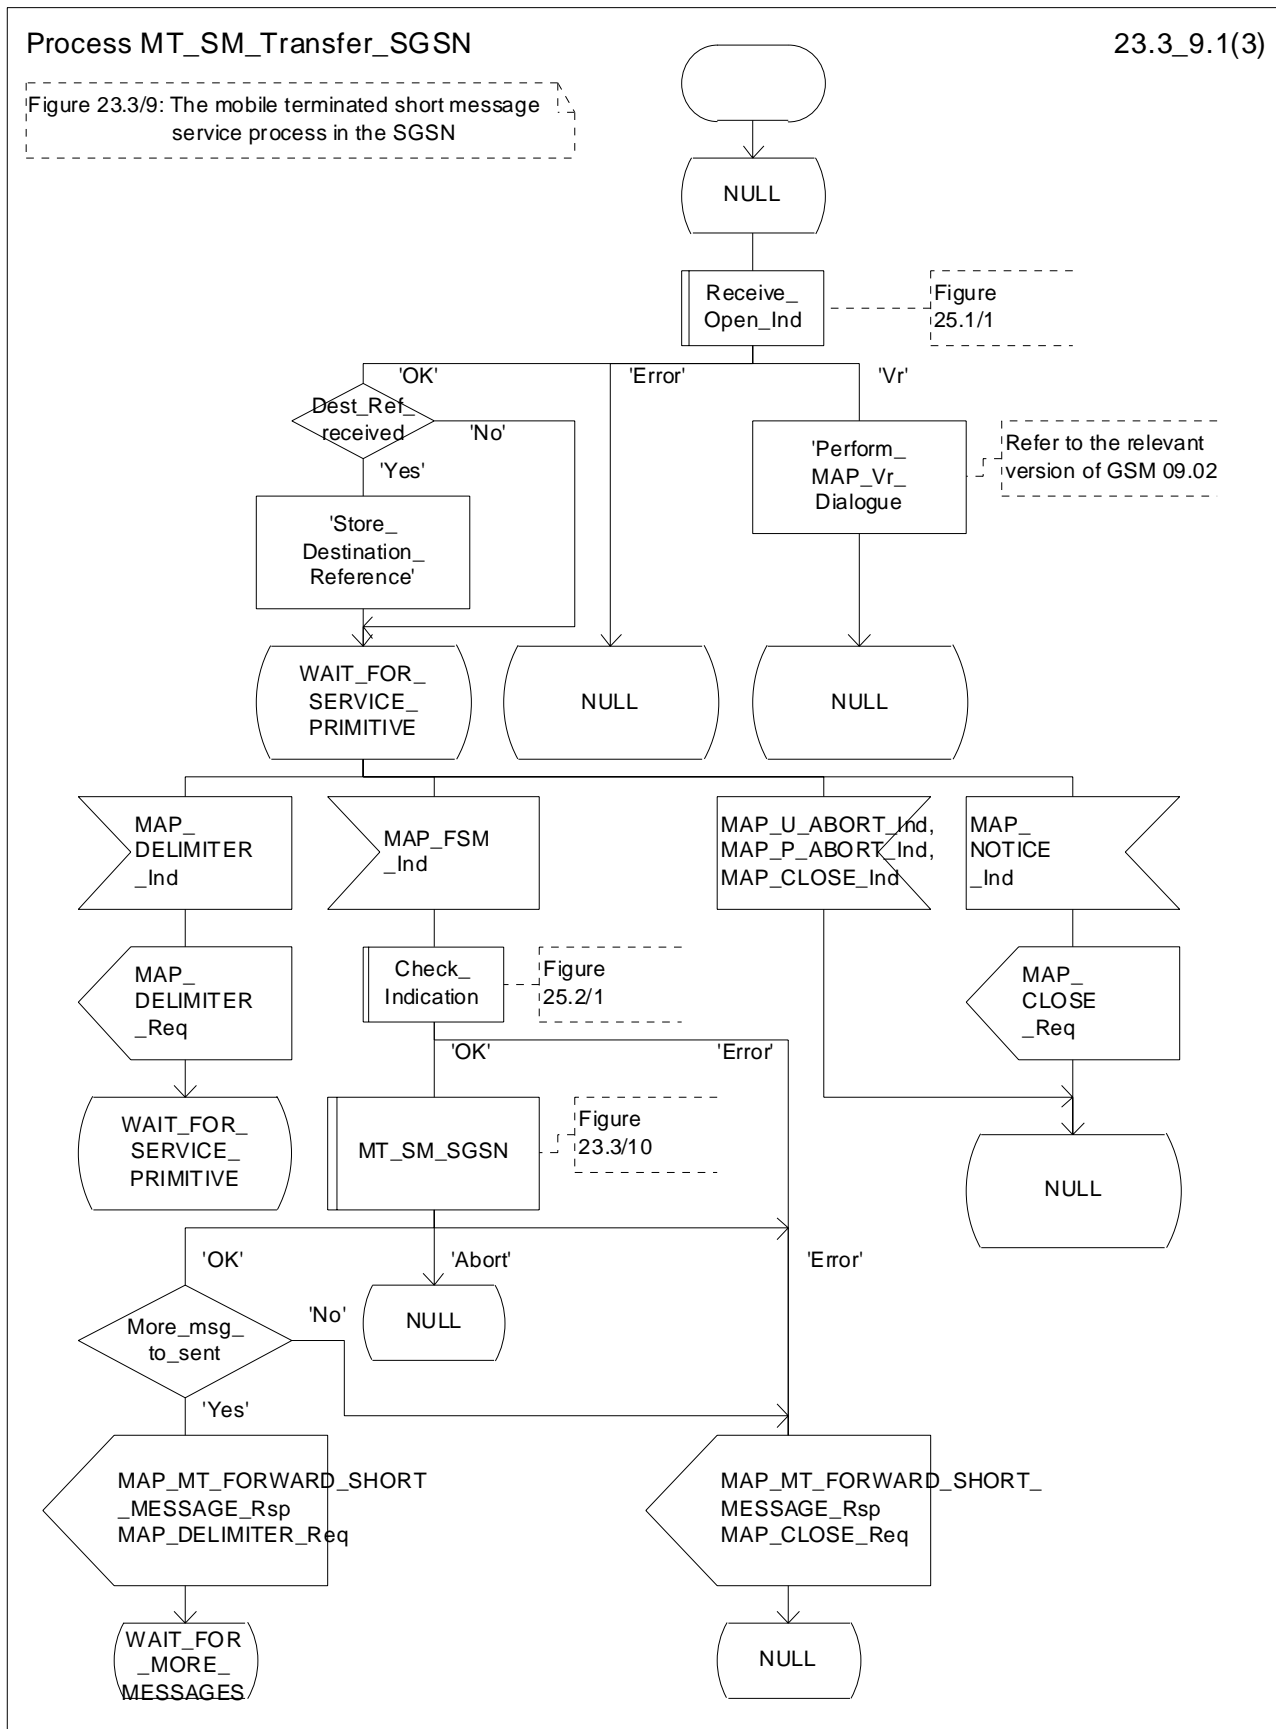 Process MT_SM_Transfer_SGSN
23.3_9.1(3)
Figure 23.3/9: The mobile terminated short message
service process in the SGSN
NULL
Receive_
Open_Ind
Figure
25.1/1
'OK'
'Error'
'Vr'
Dest_Ref_
received
'No'
'Yes'
'Perform_
MAP_Vr_
Dialogue
Refer to the relevant
version of GSM 09.02
'Store_
Destination_
Reference'
WAIT_FOR_
SERVICE_
PRIMITIVE
NULL
NULL
MAP_
DELIMITER
_Ind
MAP_FSM
_Ind
MAP_U_ABORT_Ind,
MAP_P_ABORT_Ind,
MAP_CLOSE_Ind
MAP_
NOTICE
_Ind
MAP_
DELIMITER
_Req
Check_
Indication
Figure
25.2/1
MAP_
CLOSE
_Req
'OK'
'Error'
WAIT_FOR_
SERVICE_
PRIMITIVE
MT_SM_SGSN
Figure
23.3/10
NULL
'OK'
'Abort'
'Error'
More_msg_
to_sent
'No'
NULL
'Yes'
MAP_MT_FORWARD_SHORT
_MESSAGE_Rsp
MAP_DELIMITER_Req
MAP_MT_FORWARD_SHORT_
MESSAGE_Rsp
MAP_CLOSE_Req
WAIT_FOR
_MORE_
MESSAGES
NULL